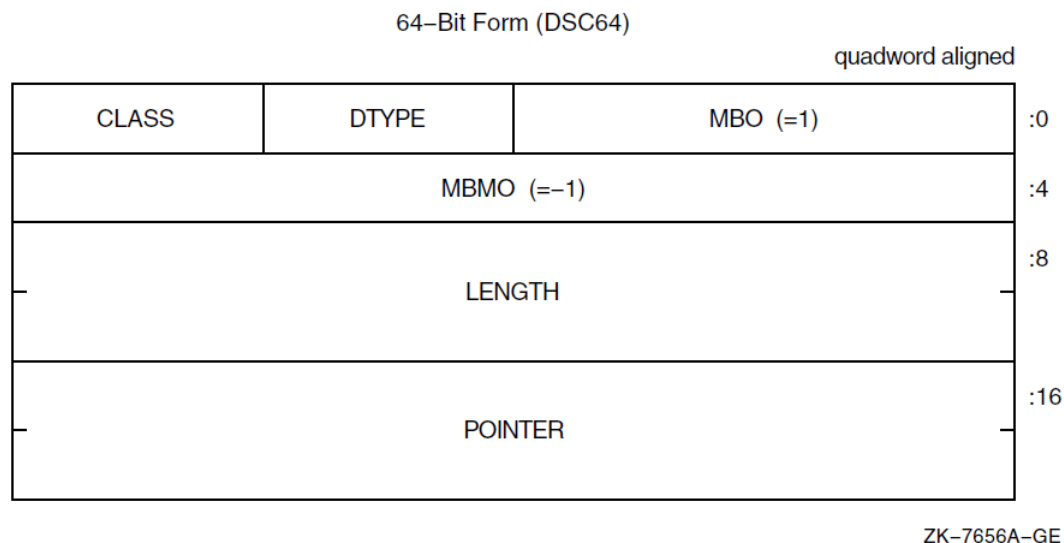 64–Bit Form (DSC64)
quadword aligned
CLASS DTYPE MBO (=1) :0
MBMO (=–1) :4
:8
LENGTH
:16
POINTER
ZK–7656A–GE